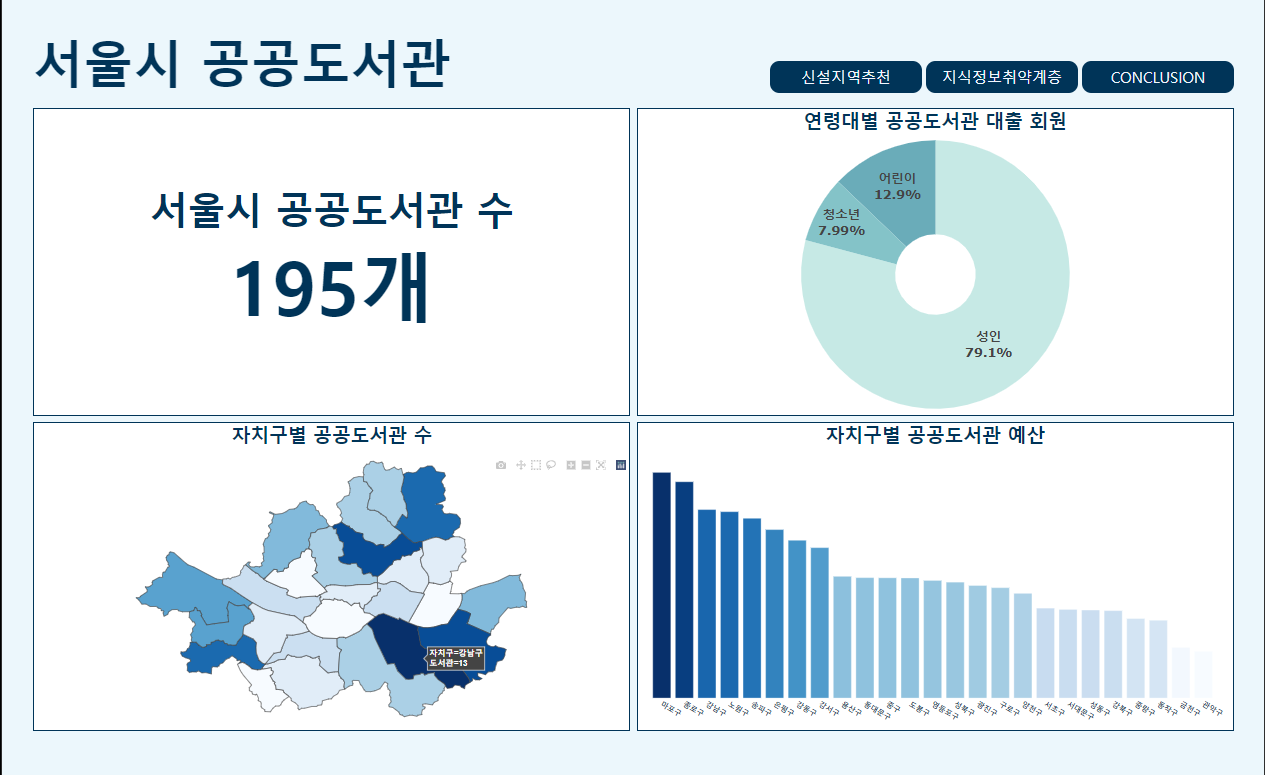 서울시 공공도서관
신설지역추천
지식정보취약계층
CONCLUSION
서울시 공공도서관 수
195개
연령대별 공공도서관 대출 회원
어린이
12.9%
청소년
7.99%
성인
79.1%
자치구별 공공도서관 수
자치구=강남구
도서관=13
자치구별 공공도서관 예산
마포구
종로구
강남구
노원구
송파구
은평구
강동구
강서구
용산구
동대문구
중구
도봉구
영등포구
성북구
광진구
구로구
양천구
서초구
서대문구
성동구
강북구
중랑구
동작구
금천구
관악구